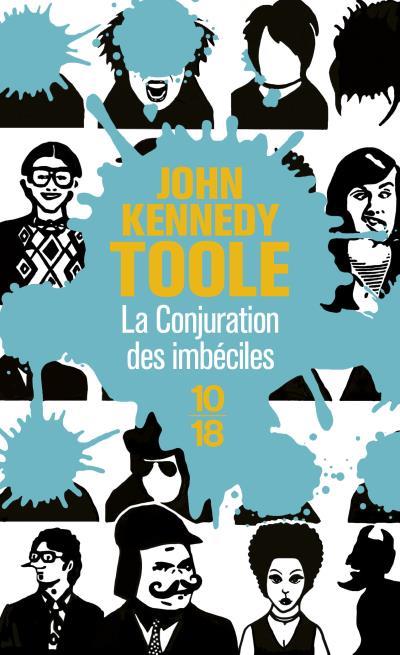 JOHN
KENNEDY
TOOLE
La Conjuration
des imbéciles
10
18